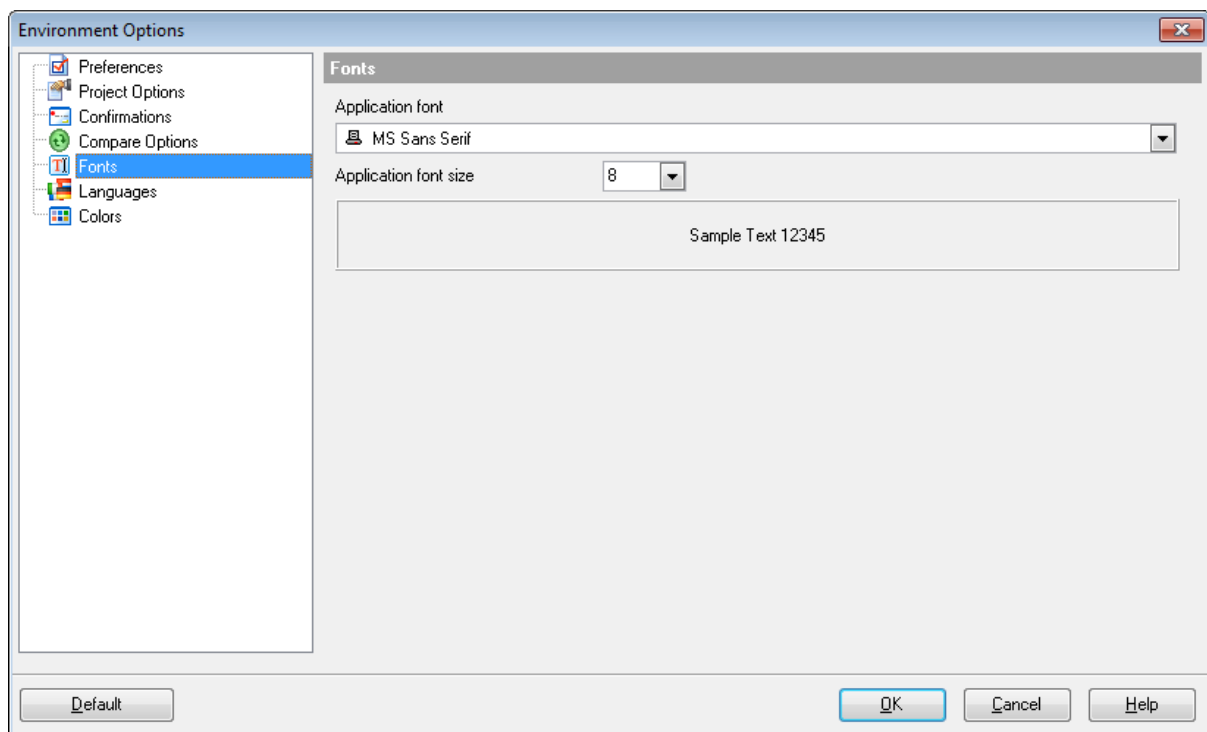 Environment Options
Preferences
Project Options
Confirmations
Compare Options
Fonts
Languages
Colors
Fonts
Application font
MS Sans Serif
Application font size
8
Sample Text 12345
Default
OK
Cancel
Help